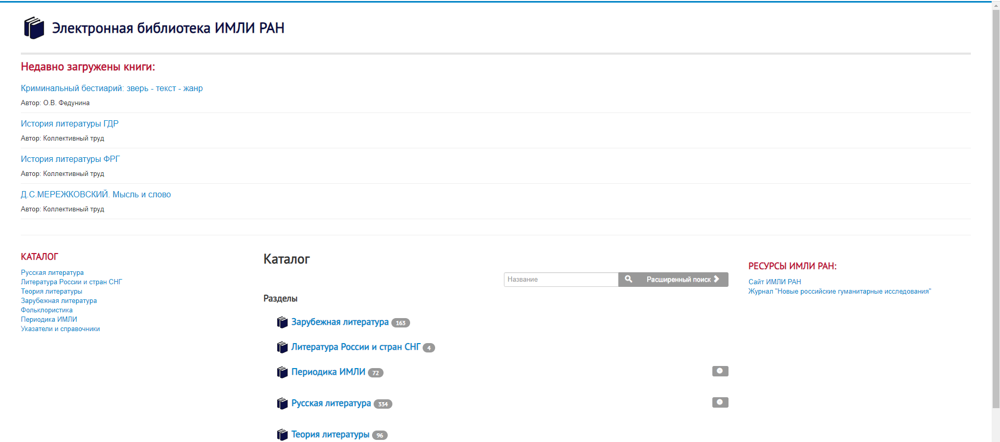 Электронная библиотека ИМЛИ РАН
Недавно загружены книги:
Криминальный бестиарий: зверь - текст - жанр
Автор: О.В. Федунина
История литературы ГДР
Автор: Коллективный труд
История литературы ФРГ
Автор: Коллективный труд
Д.С.МЕРЕЖКОВСКИЙ. Мысль и слово
Автор: Коллективный труд
КАТАЛОГ
Русская литература
Литература России и стран СНГ
Теория литературы
Зарубежная литература
Фольклористика
Периодика ИМЛИ
Указатели и справочники
Каталог
Название
Расширенный поиск
Разделы
Зарубежная литература 163
Литература России и стран СНГ 4
Периодика ИМЛИ 72
Русская литература 334
Теория литературы 96
РЕСУРСЫ ИМЛИ РАН:
Сайт ИМЛИ РАН
Журнал "Новые российские гуманитарные исследования"